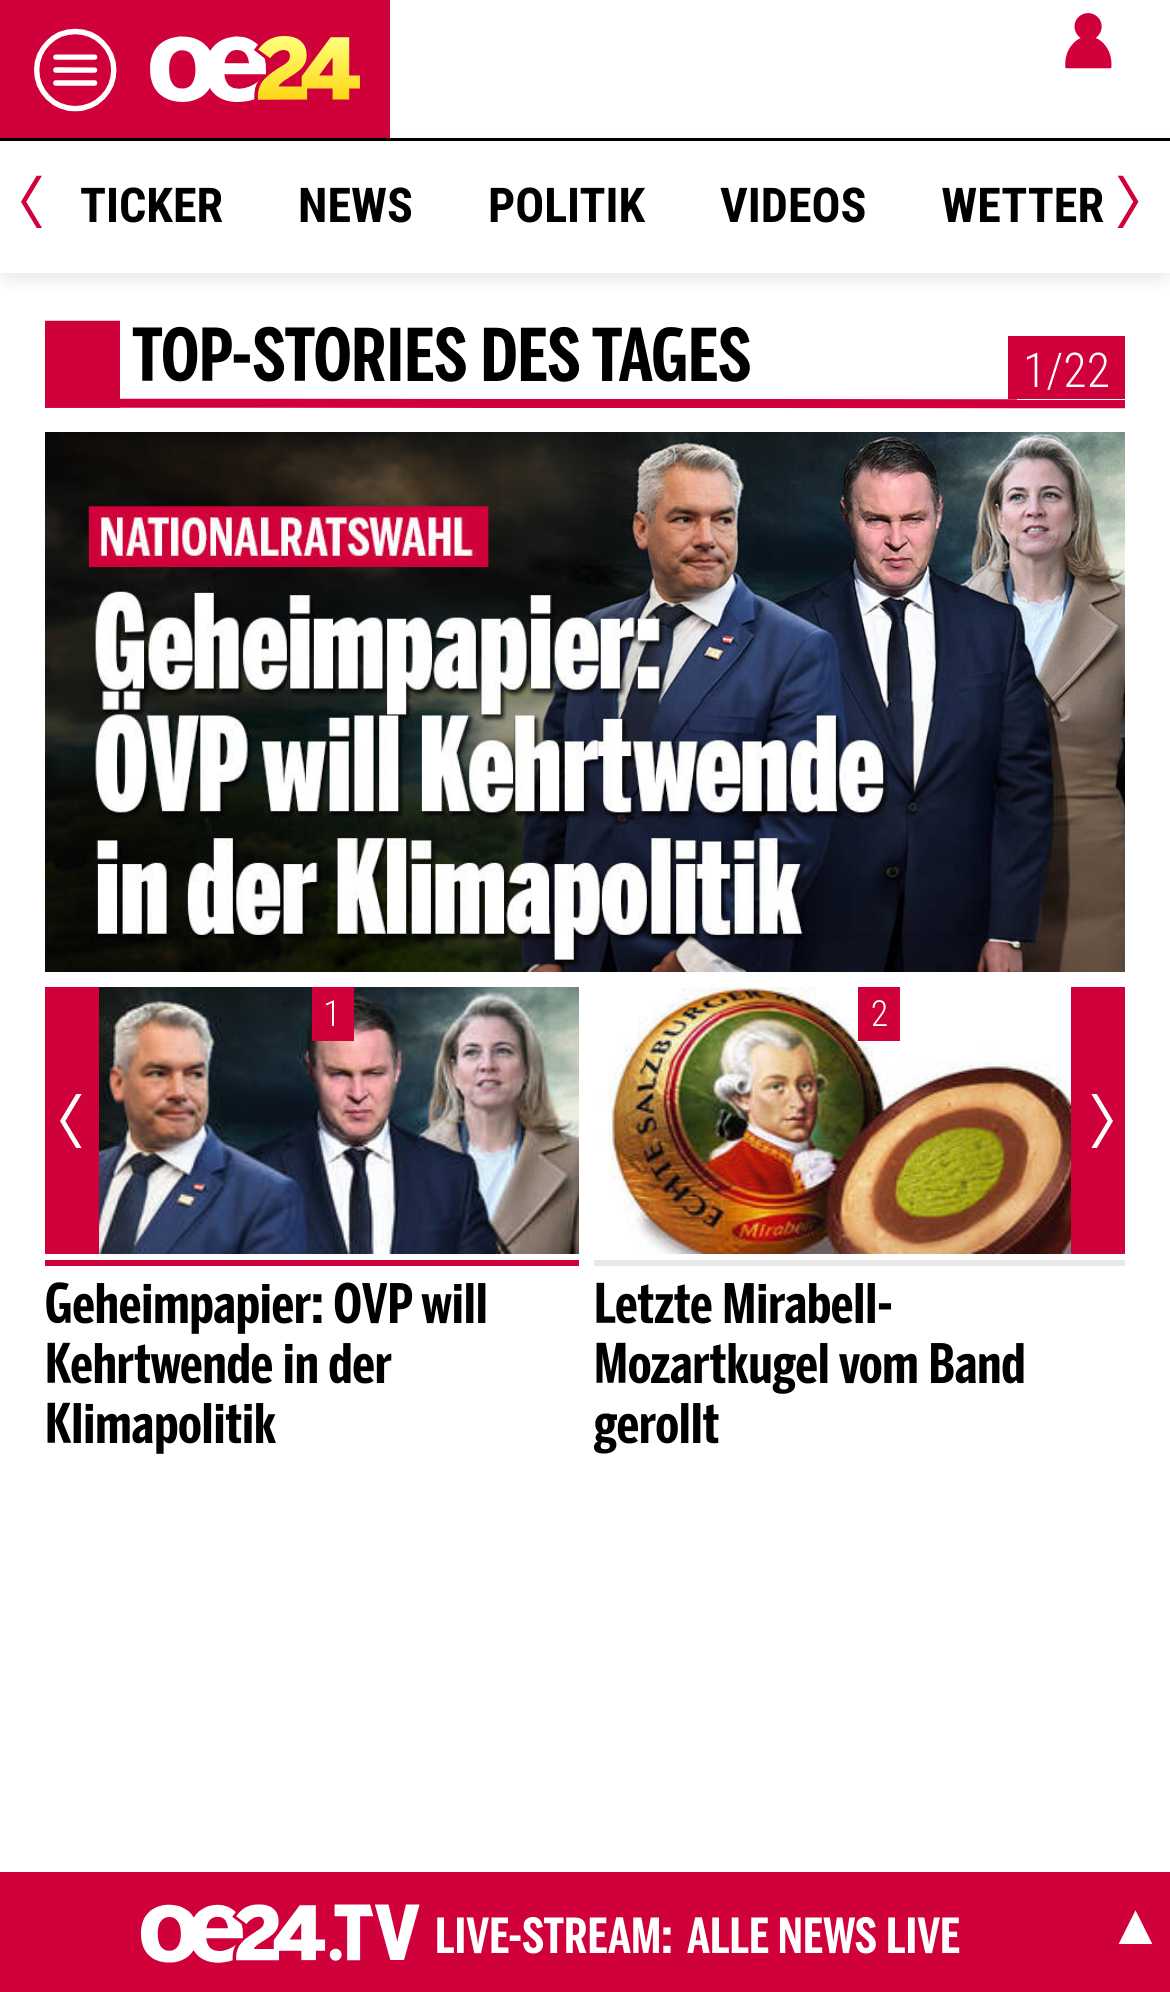 oe24
TICKER NEWS POLITIK VIDEOS WETTER
TOP-STORIES DES TAGES
1/22
NATIONALRATSWAHL
Geheimpapier:
ÖVP will Kehrtwende
in der Klimapolitik
1
2
ECHTE SALZBURGER
Mirabell
Geheimpapier: OVP will
Kehrtwende in der
Klimapolitik
Letzte Mirabell-
Mozartkugel vom Band
gerollt
oe24.TV LIVE-STREAM: ALLE NEWS LIVE